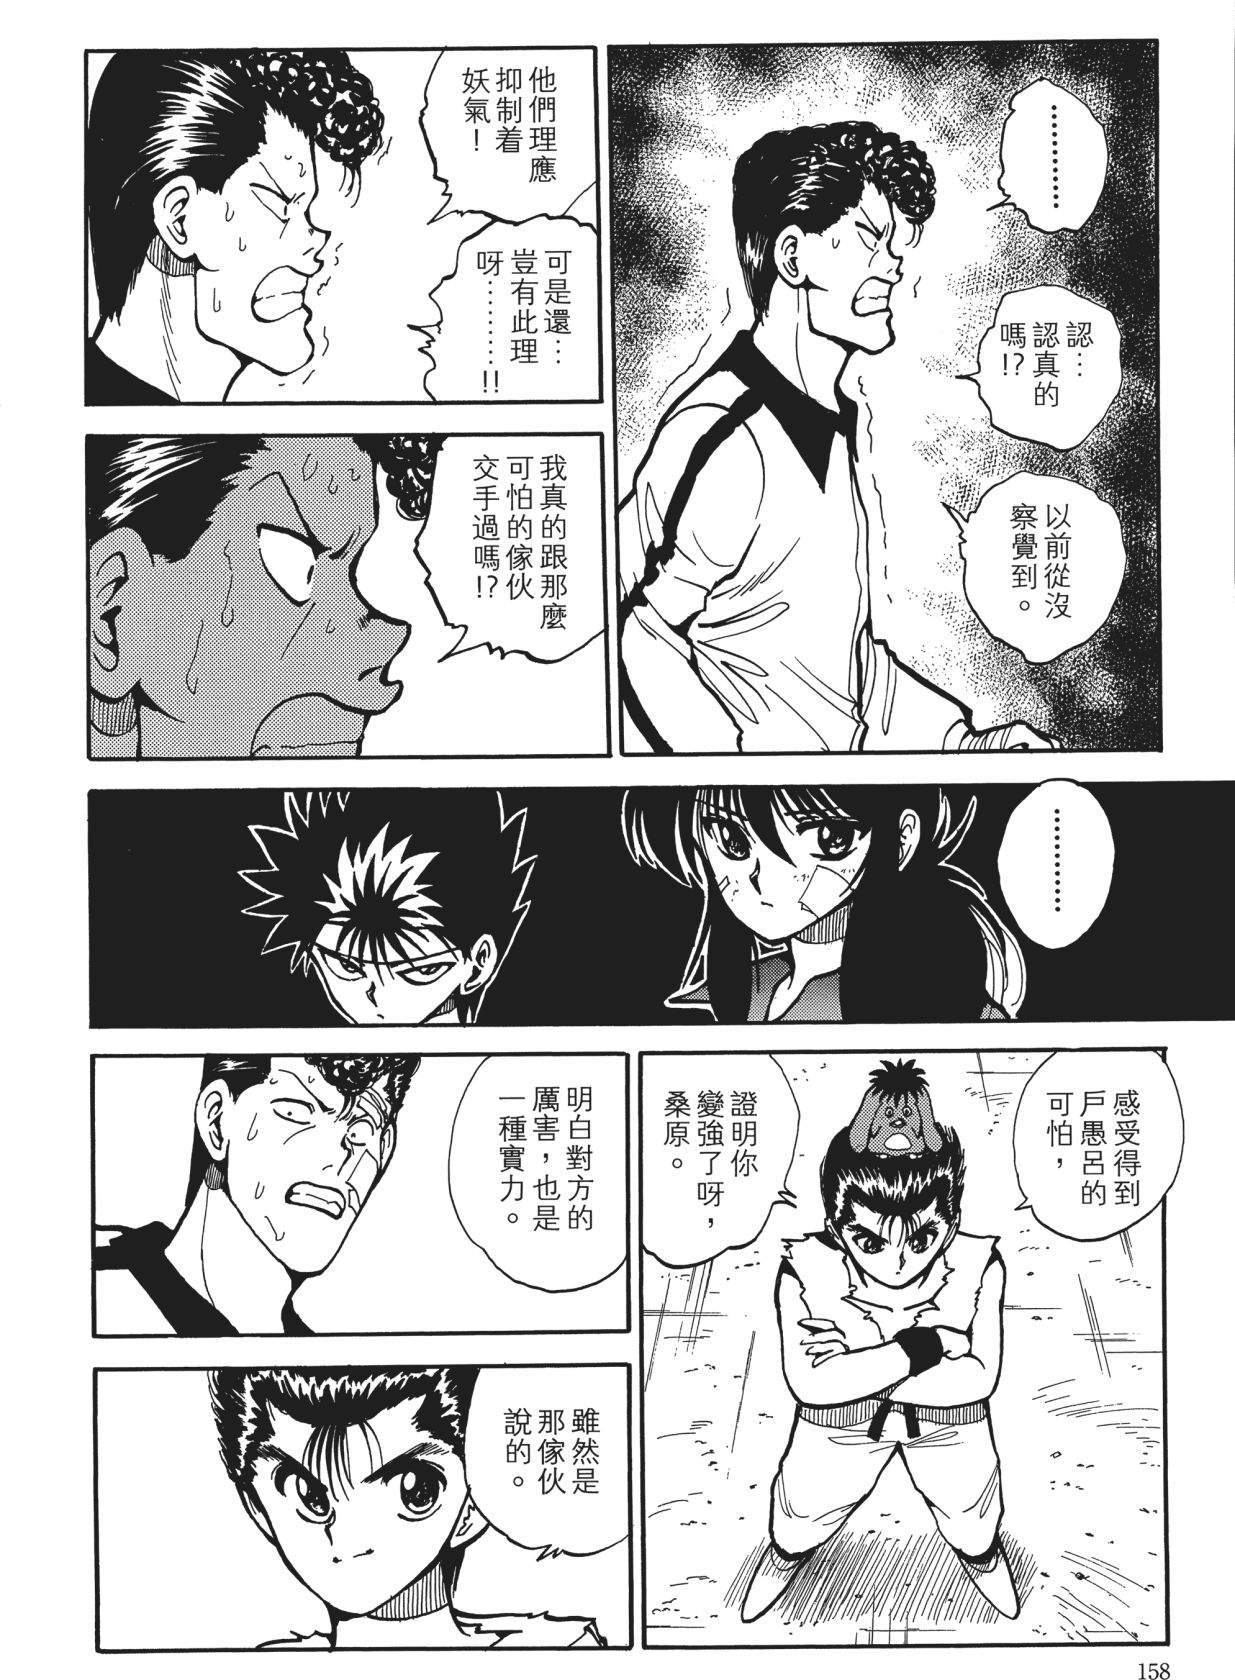 …………
認…
認真的
嗎!?
以前從沒
察覺到。
他們理應
抑制着
妖氣！
可是還…
豈有此理
呀………!!
我真的跟那麼
可怕的傢伙
交手過嗎!?
…………
感受得到
戶愚呂的
可怕，
證明你
變強了呀，
桑原。
明白對方的
厲害，也是
一種實力。
雖然是
那傢伙
說的。
158